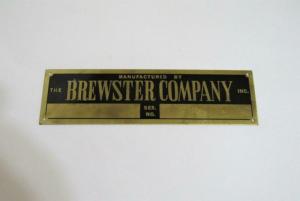 MANUFACTURED BY
THE BREWSTER COMPANY INC.
SER.
NO.